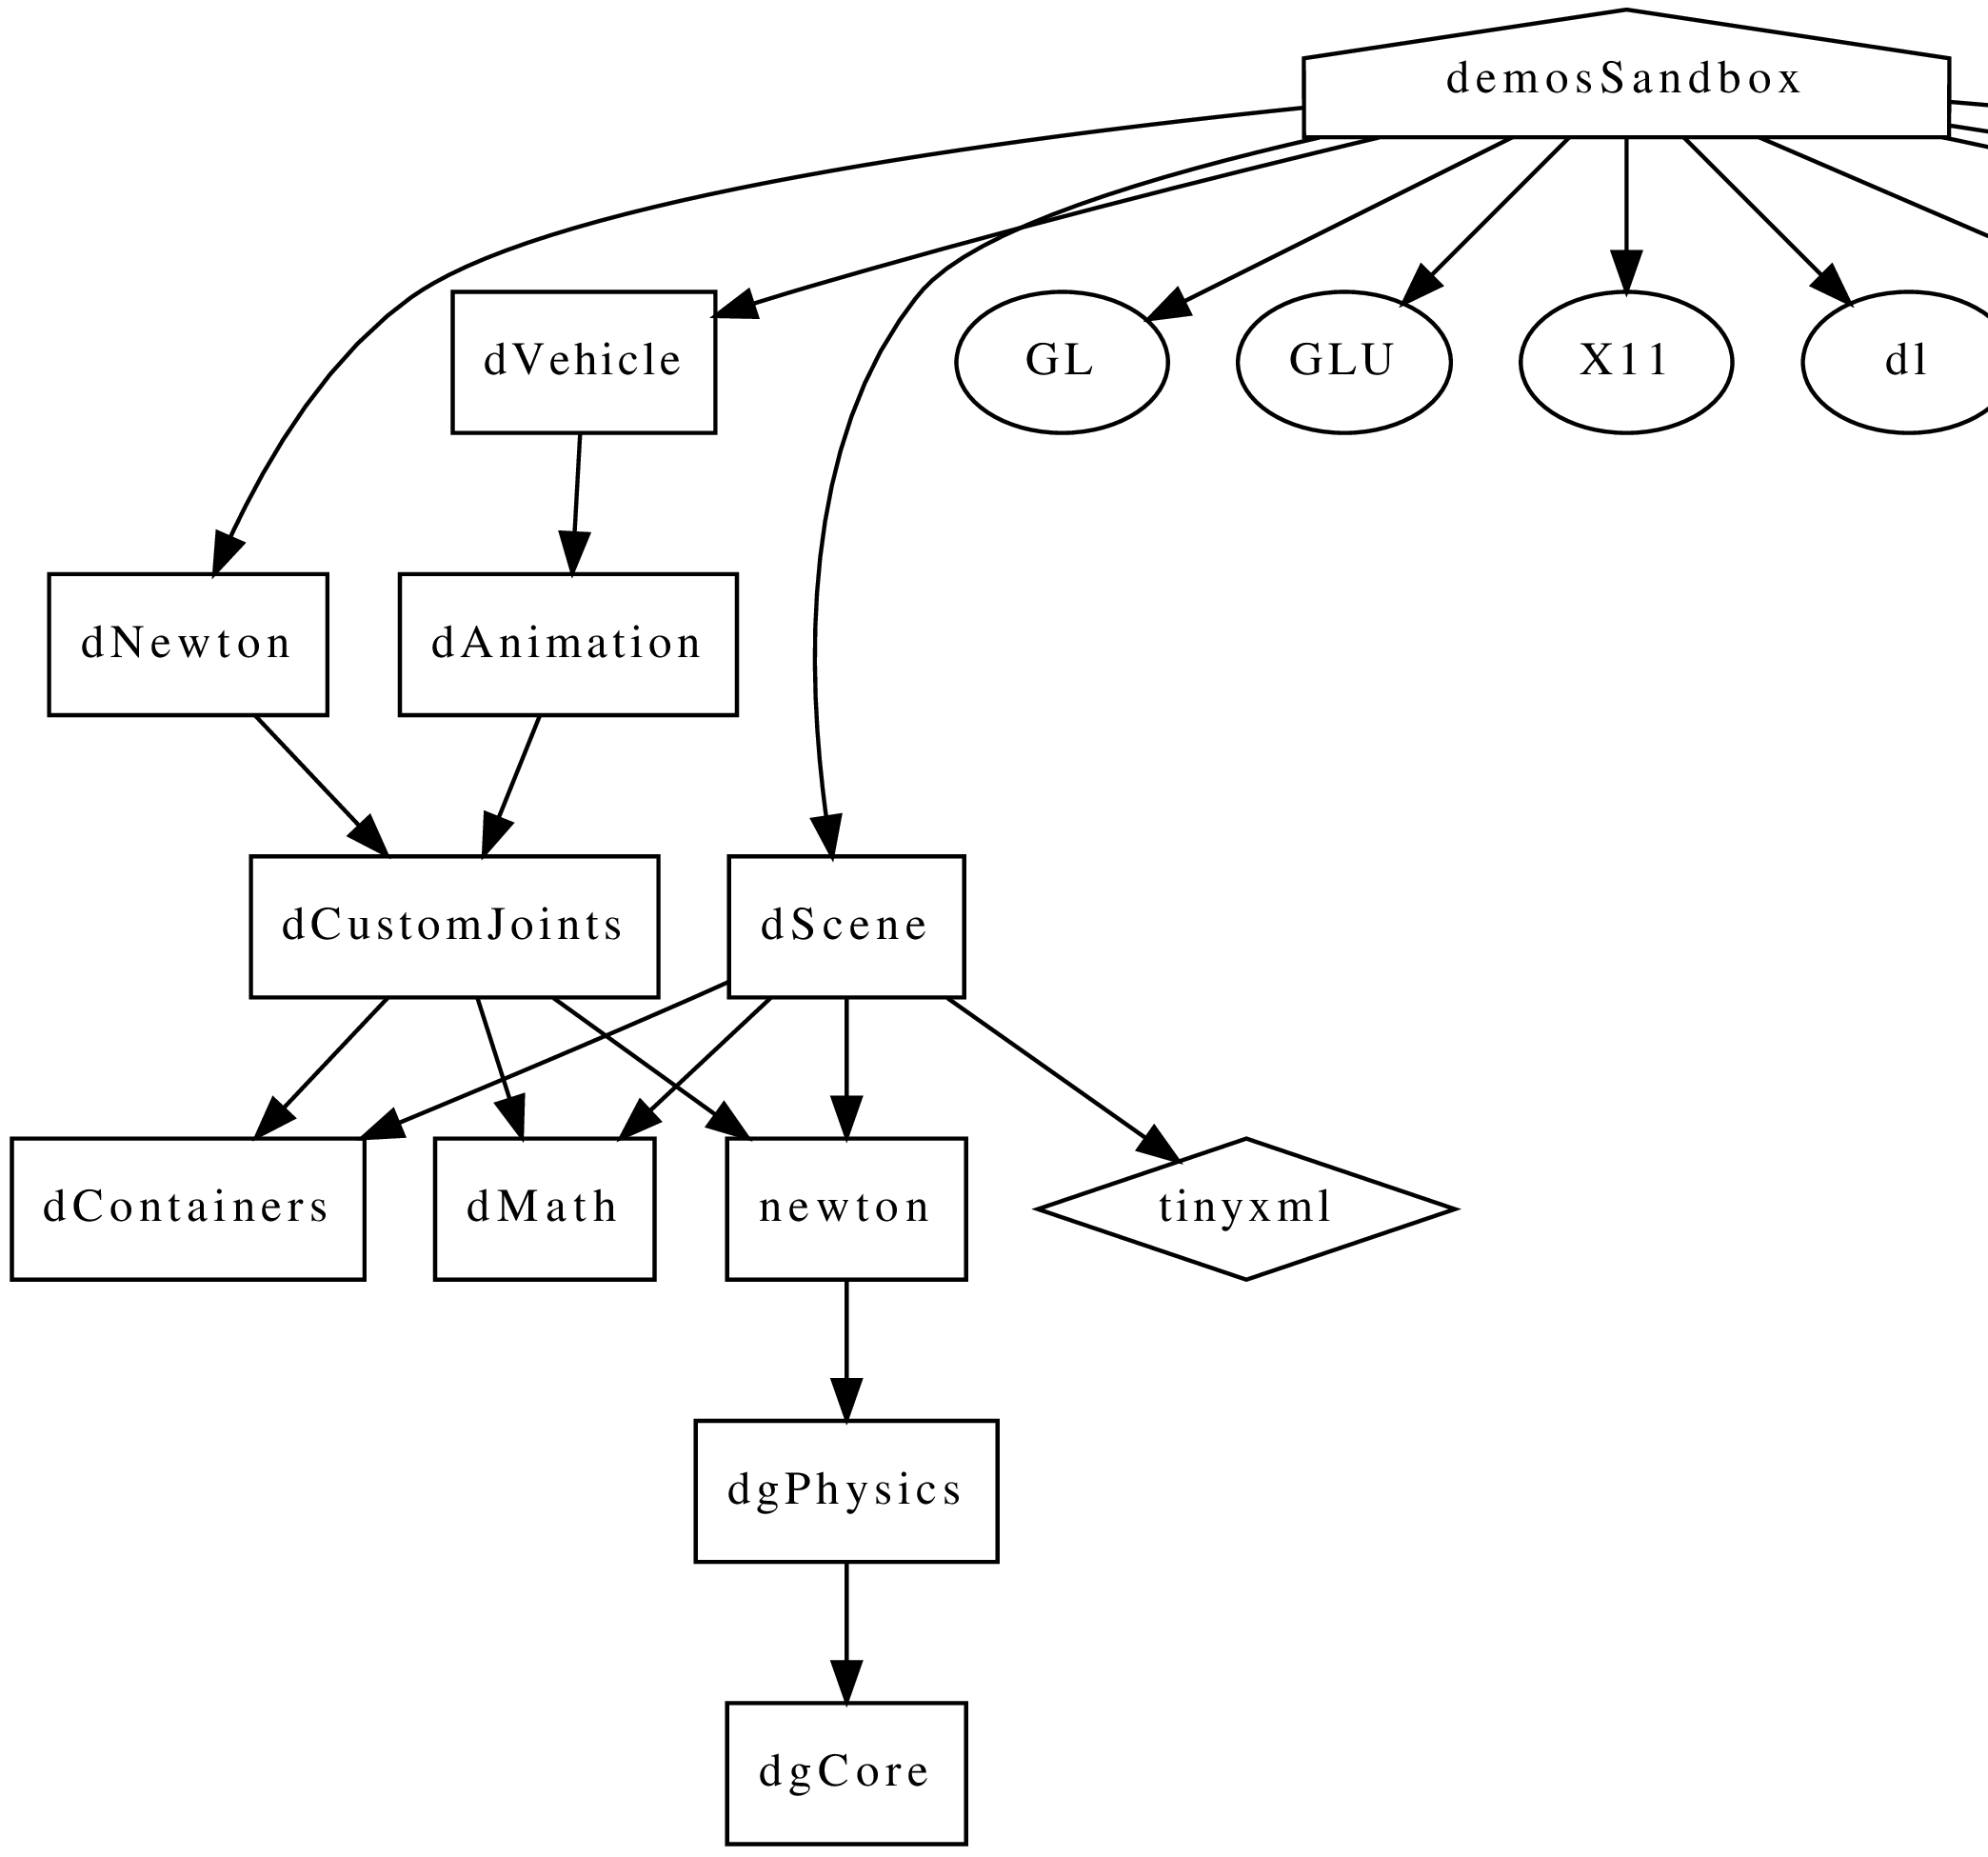 demosSandbox
dVehicle
GL
GLU
X11
dl
dNewton
dAnimation
dCustomJoints
dScene
dContainers
dMath
newton
tinyxml
dgPhysics
dgCore